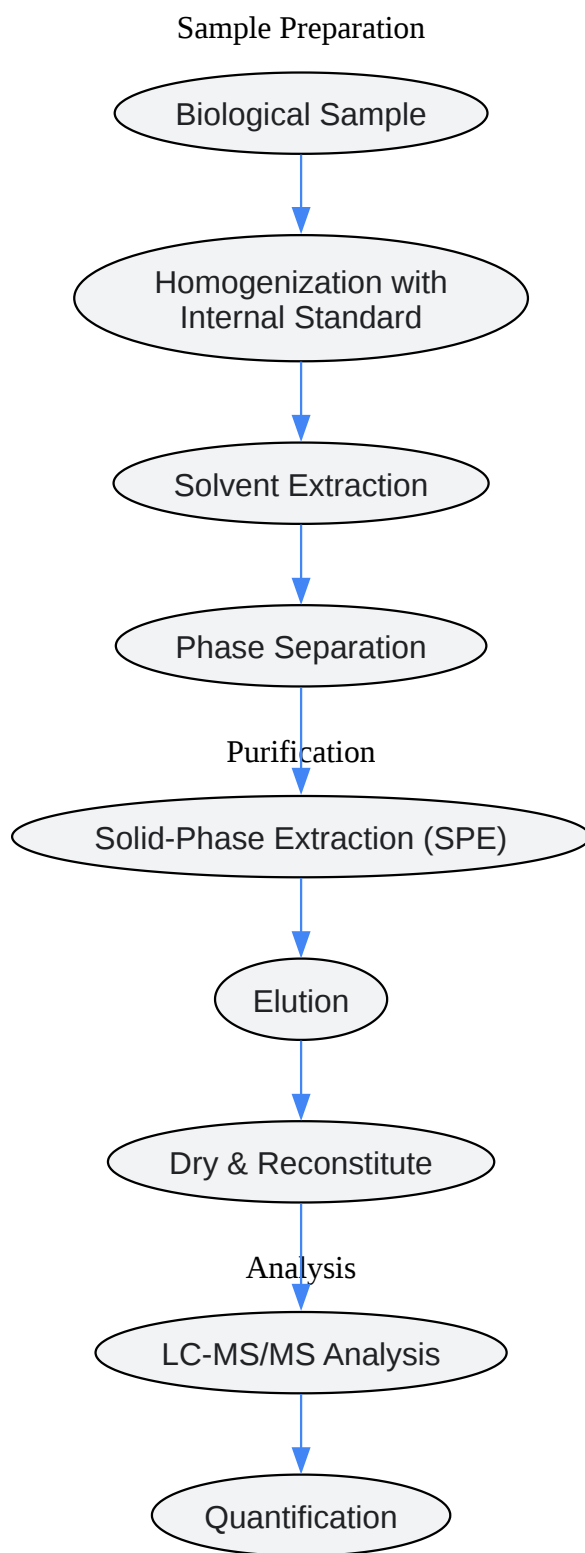 Sample Preparation
Biological Sample
Homogenization with
Internal Standard
Solvent Extraction
Phase Separation
Purification
Solid-Phase Extraction (SPE)
Elution
Dry & Reconstitute
Analysis
LC-MS/MS Analysis
Quantification